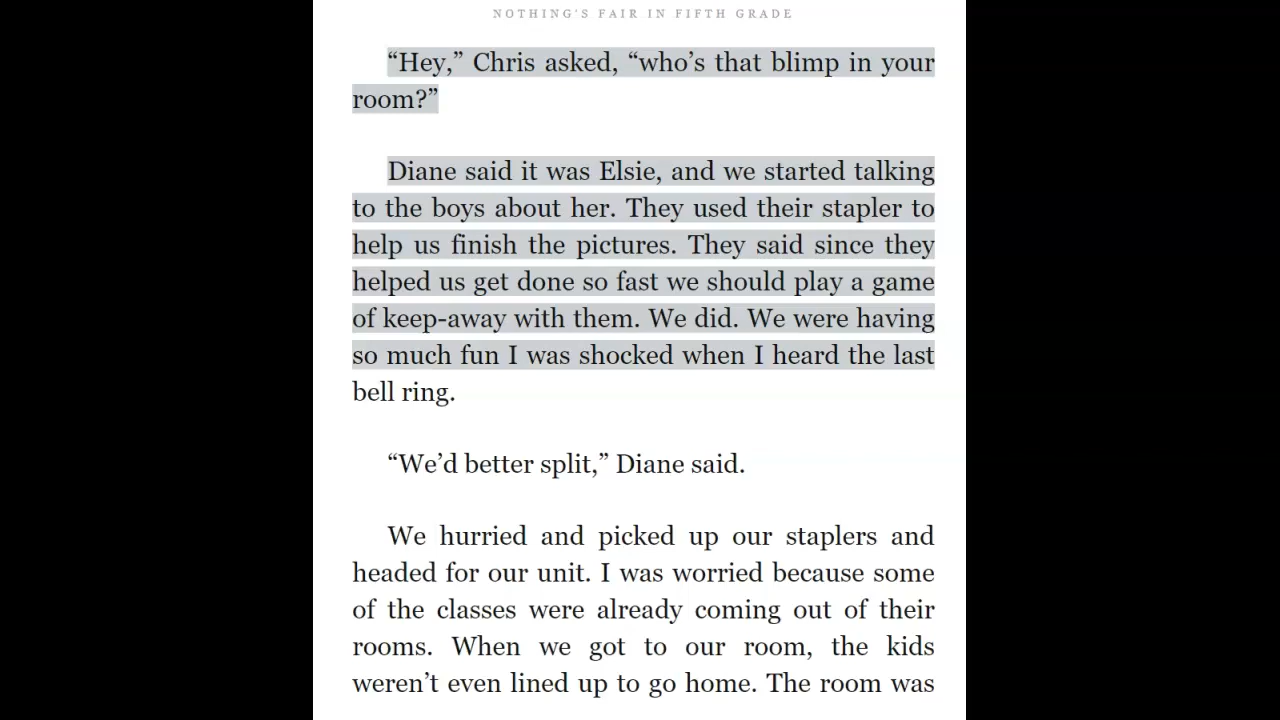 NOTHING'S FAIR IN FIFTH GRADE
“Hey,” Chris asked, “who’s that blimp in your
room?”
Diane said it was Elsie, and we started talking
to the boys about her. They used their stapler to
help us finish the pictures. They said since they
helped us get done so fast we should play a game
of keep-away with them. We did. We were having
so much fun I was shocked when I heard the last
bell ring.
“We’d better split,” Diane said.
We hurried and picked up our staplers and
headed for our unit. I was worried because some
of the classes were already coming out of their
rooms. When we got to our room, the kids
weren’t even lined up to go home. The room was